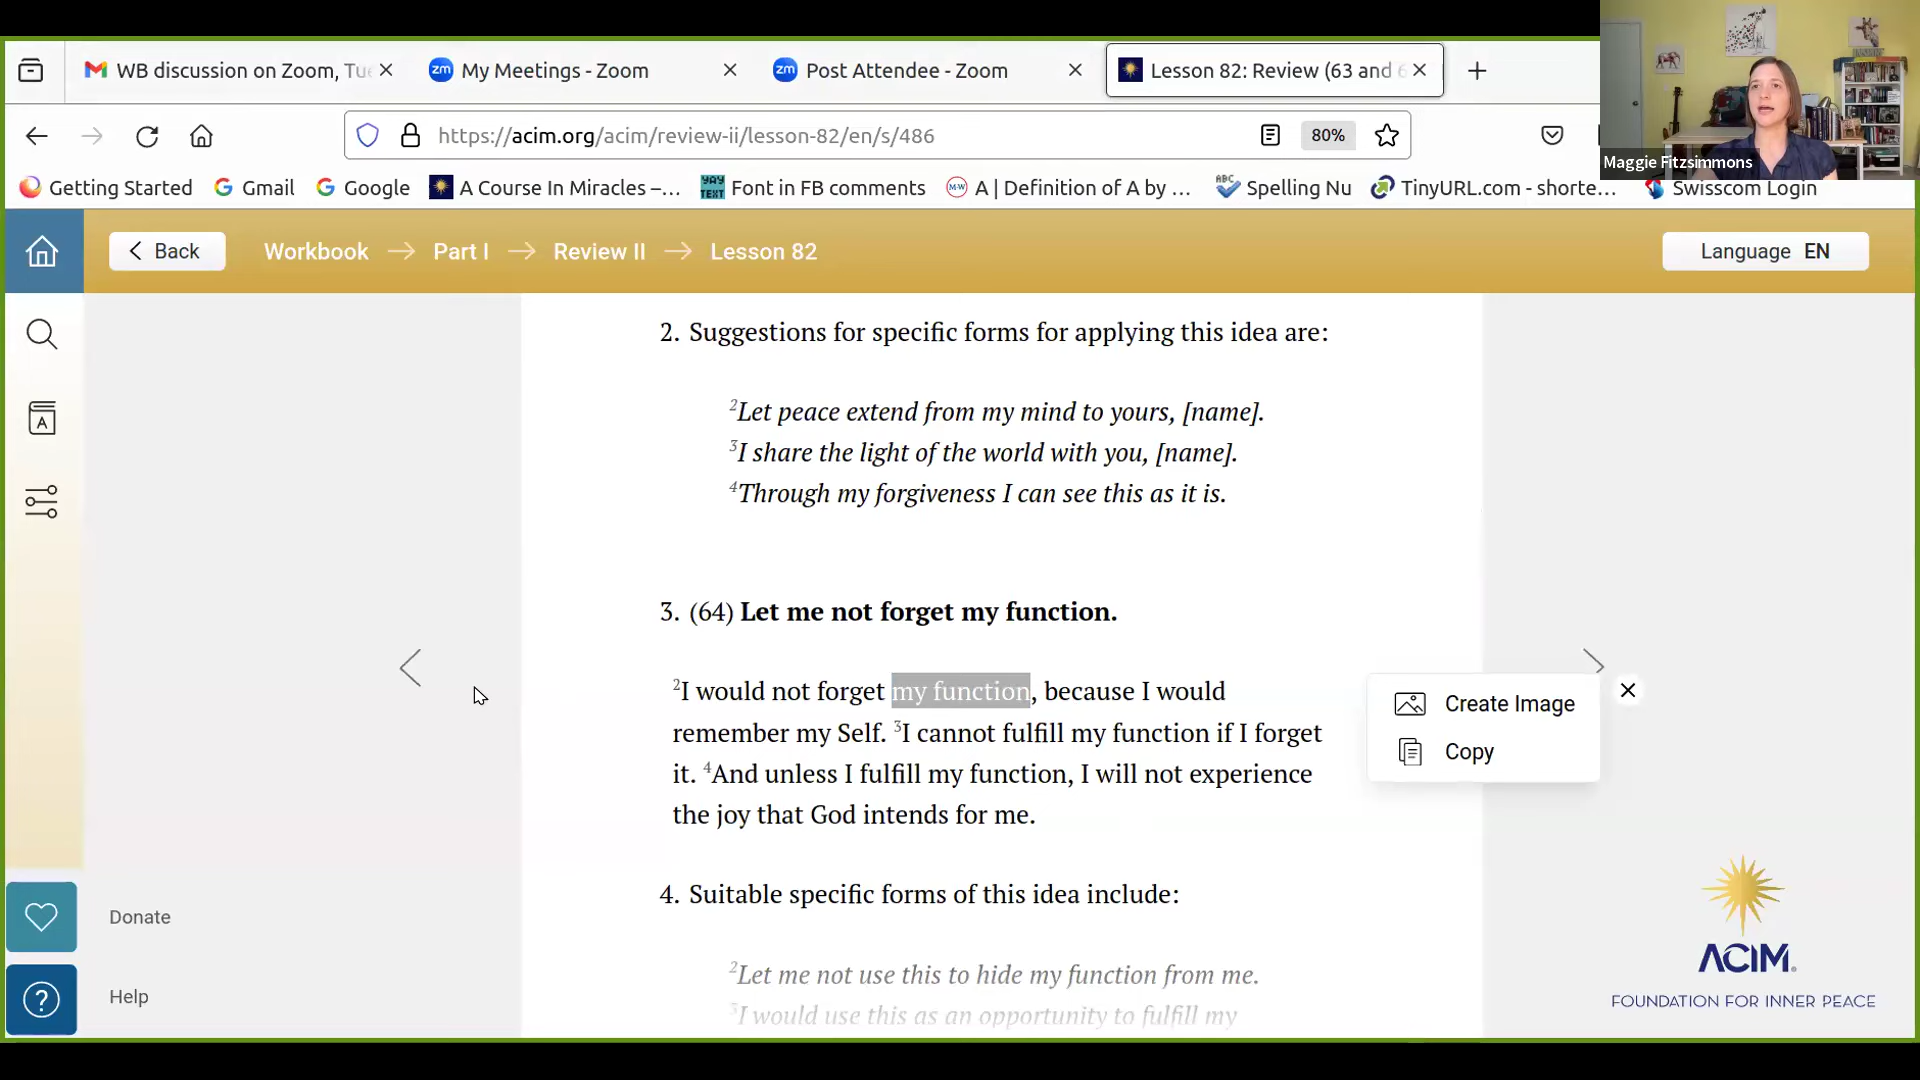 WB discussion on Zoom, Tue
My Meetings - Zoom
Post Attendee - Zoom
Lesson 82: Review (63 and 6
Maggie Fitzsimmons
https://acim.org/acim/review-ii/lesson-82/en/s/486
80%
Getting Started
Gmail
Google
A Course In Miracles –...
YAY TEXT
Font in FB comments
M-W
A | Definition of A by ...
ABC
Spelling Nu
TinyURL.com - shorte...
Swisscom Login
Back
Workbook
Part I
Review II
Lesson 82
Language EN
2. Suggestions for specific forms for applying this idea are:
2Let peace extend from my mind to yours, [name].
3I share the light of the world with you, [name].
4Through my forgiveness I can see this as it is.
3. (64) Let me not forget my function.
2I would not forget my function, because I would
remember my Self. 3I cannot fulfill my function if I forget
it. 4And unless I fulfill my function, I will not experience
the joy that God intends for me.
Create Image
Copy
4. Suitable specific forms of this idea include:
2Let me not use this to hide my function from me.
3I would use this as an opportunity to fulfill my
Donate
Help
ACIM
FOUNDATION FOR INNER PEACE